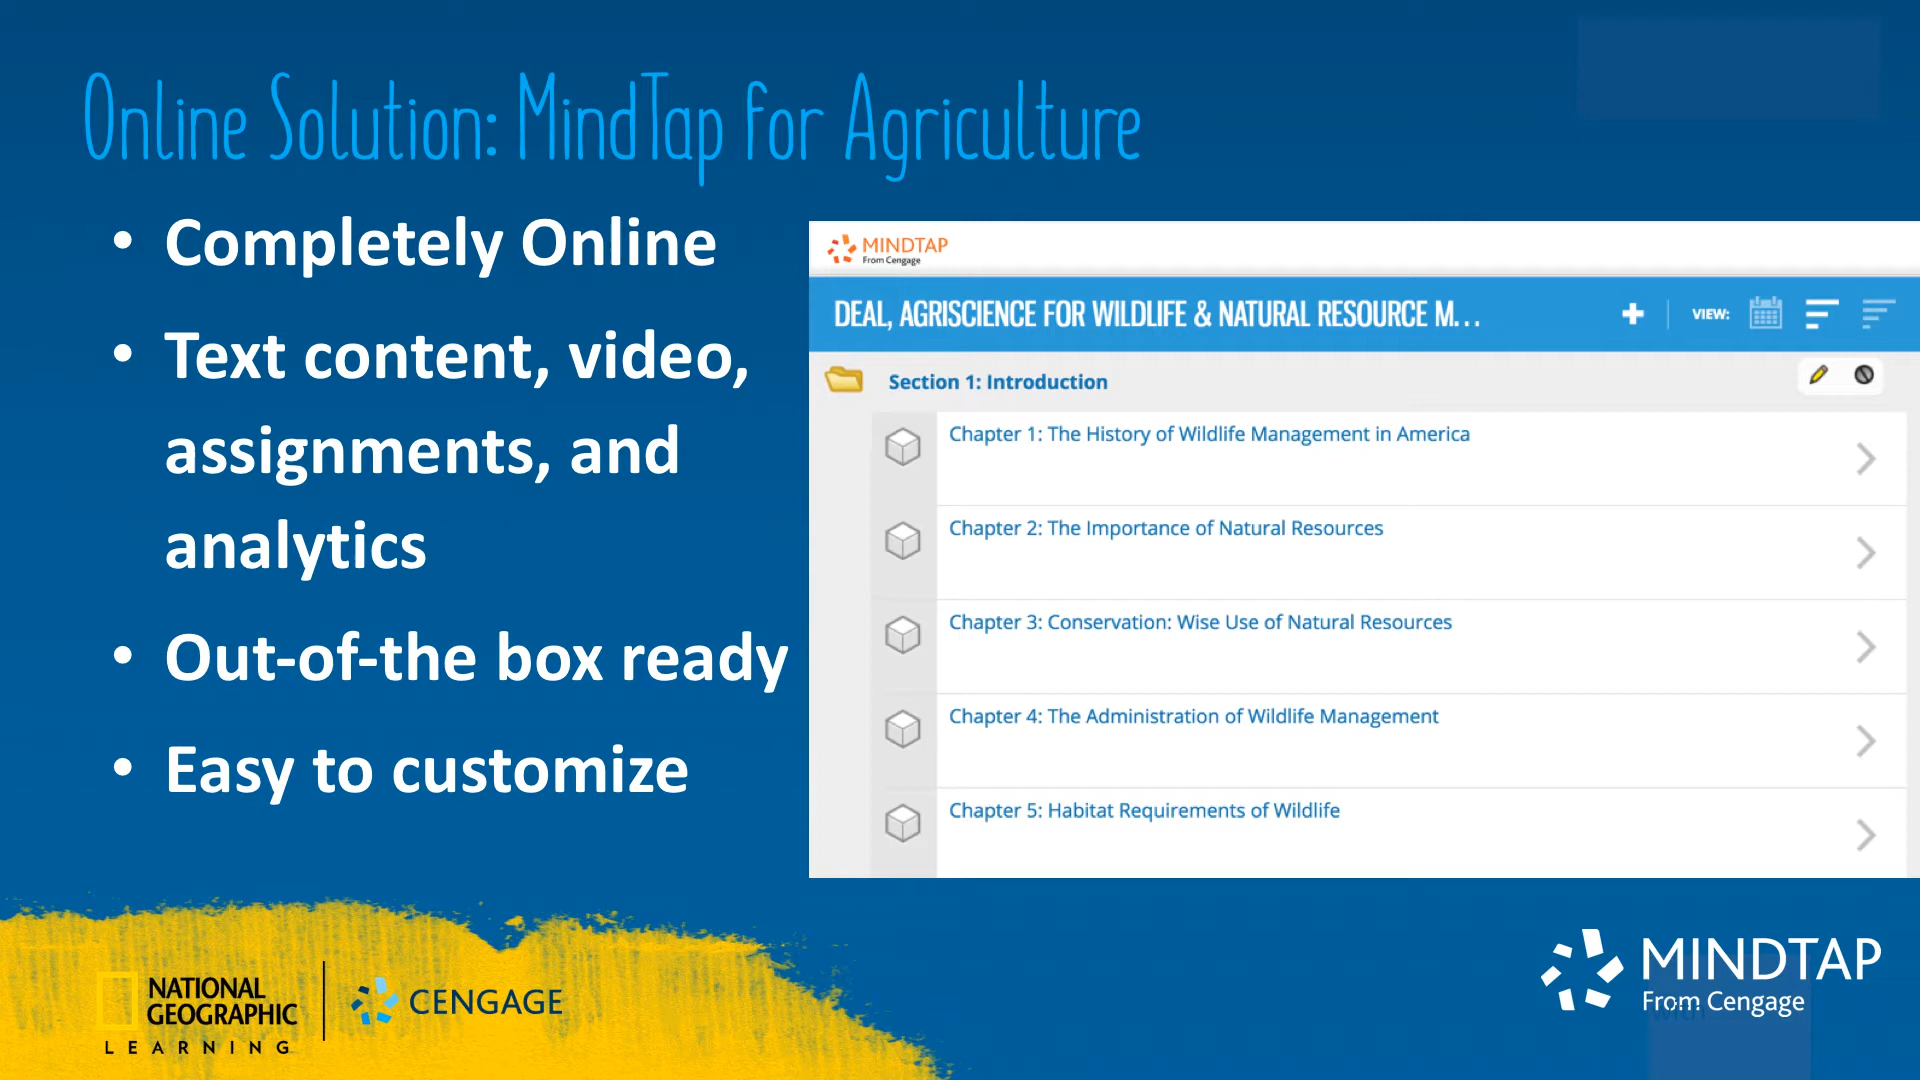 Online Solution: MindTap for Agriculture
• Completely Online
• Text content, video,
assignments, and
analytics
• Out-of-the box ready
• Easy to customize
MINDTAP
From Cengage
DEAL, AGRISCIENCE FOR WILDLIFE & NATURAL RESOURCE M...
VIEW:
Section 1: Introduction
Chapter 1: The History of Wildlife Management in America
Chapter 2: The Importance of Natural Resources
Chapter 3: Conservation: Wise Use of Natural Resources
Chapter 4: The Administration of Wildlife Management
Chapter 5: Habitat Requirements of Wildlife
NATIONAL
GEOGRAPHIC
LEARNING
CENGAGE
MINDTAP
From Cengage